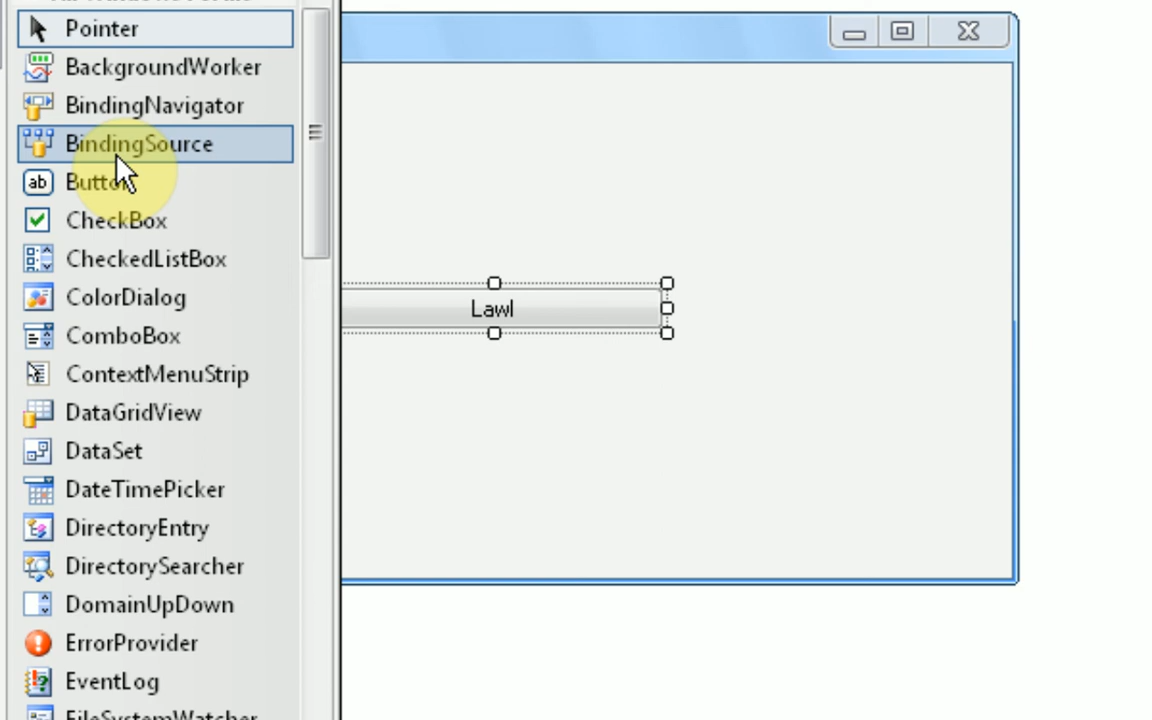 Pointer
BackgroundWorker
BindingNavigator
BindingSource
Button
CheckBox
CheckedListBox
ColorDialog
ComboBox
ContextMenuStrip
DataGridView
DataSet
DateTimePicker
DirectoryEntry
DirectorySearcher
DomainUpDown
ErrorProvider
EventLog
FileSystemWatcher
Lawl